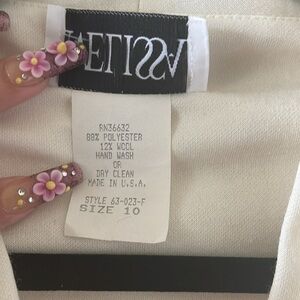 RN36632
88% POLYESTER
12% WOOL
HAND WASH
OR
DRY CLEAN
MADE IN U.S.A.
STYLE 63-023-F
SIZE 10